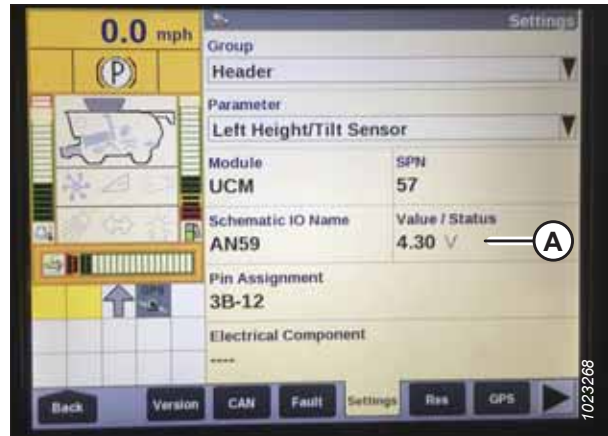 0.0 mph
Settings
(P)
Group
Header
Parameter
Left Height/Tilt Sensor
Module
SPN
UCM
57
Schematic IO Name
Value / Status
AN59
4.30 V
A
Pin Assignment
3B-12
GPS
Electrical Component
----
Back
Version
CAN
Fault
Settings
Res
GPS
1023268